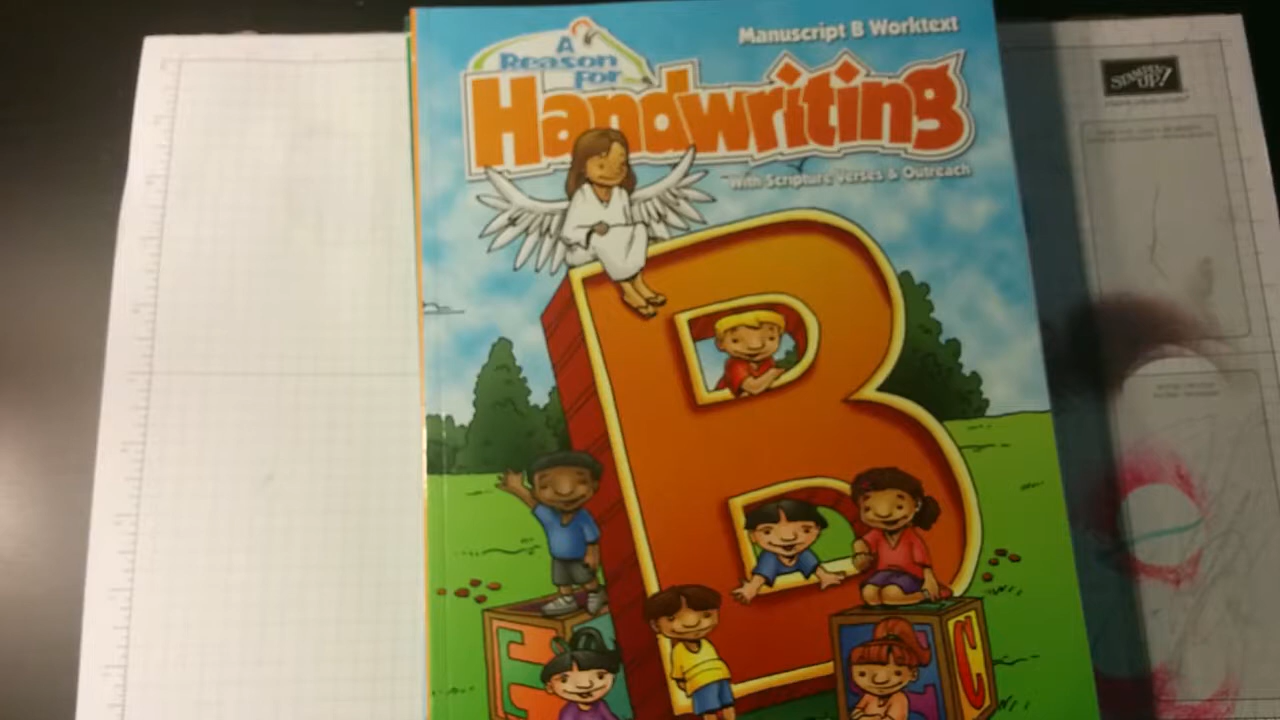 Manuscript B Worktext
A
Reason
For
Handwriting
With Scripture Verses & Outreach
STAMPIN'
UP!
B
C